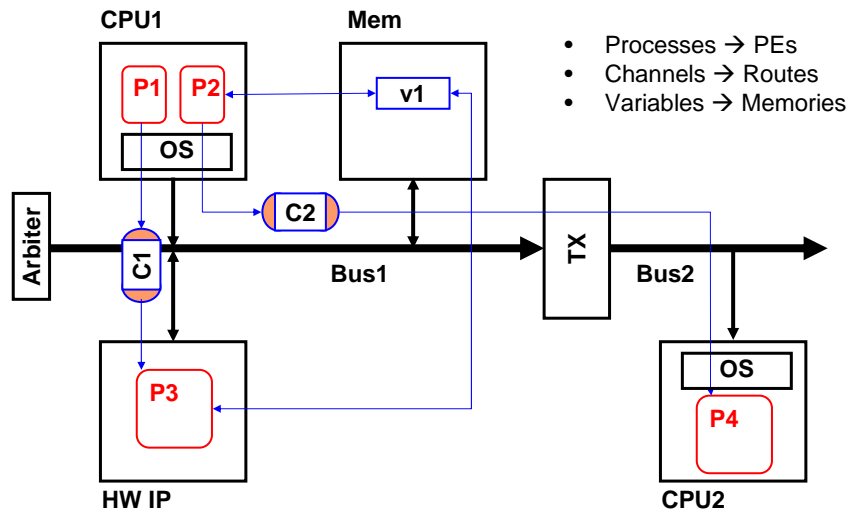 CPU1
Mem
• Processes → PEs
• Channels → Routes
• Variables → Memories
P1
P2
v1
OS
C2
Arbiter
C1
TX
Bus1
Bus2
P3
OS
P4
HW IP
CPU2